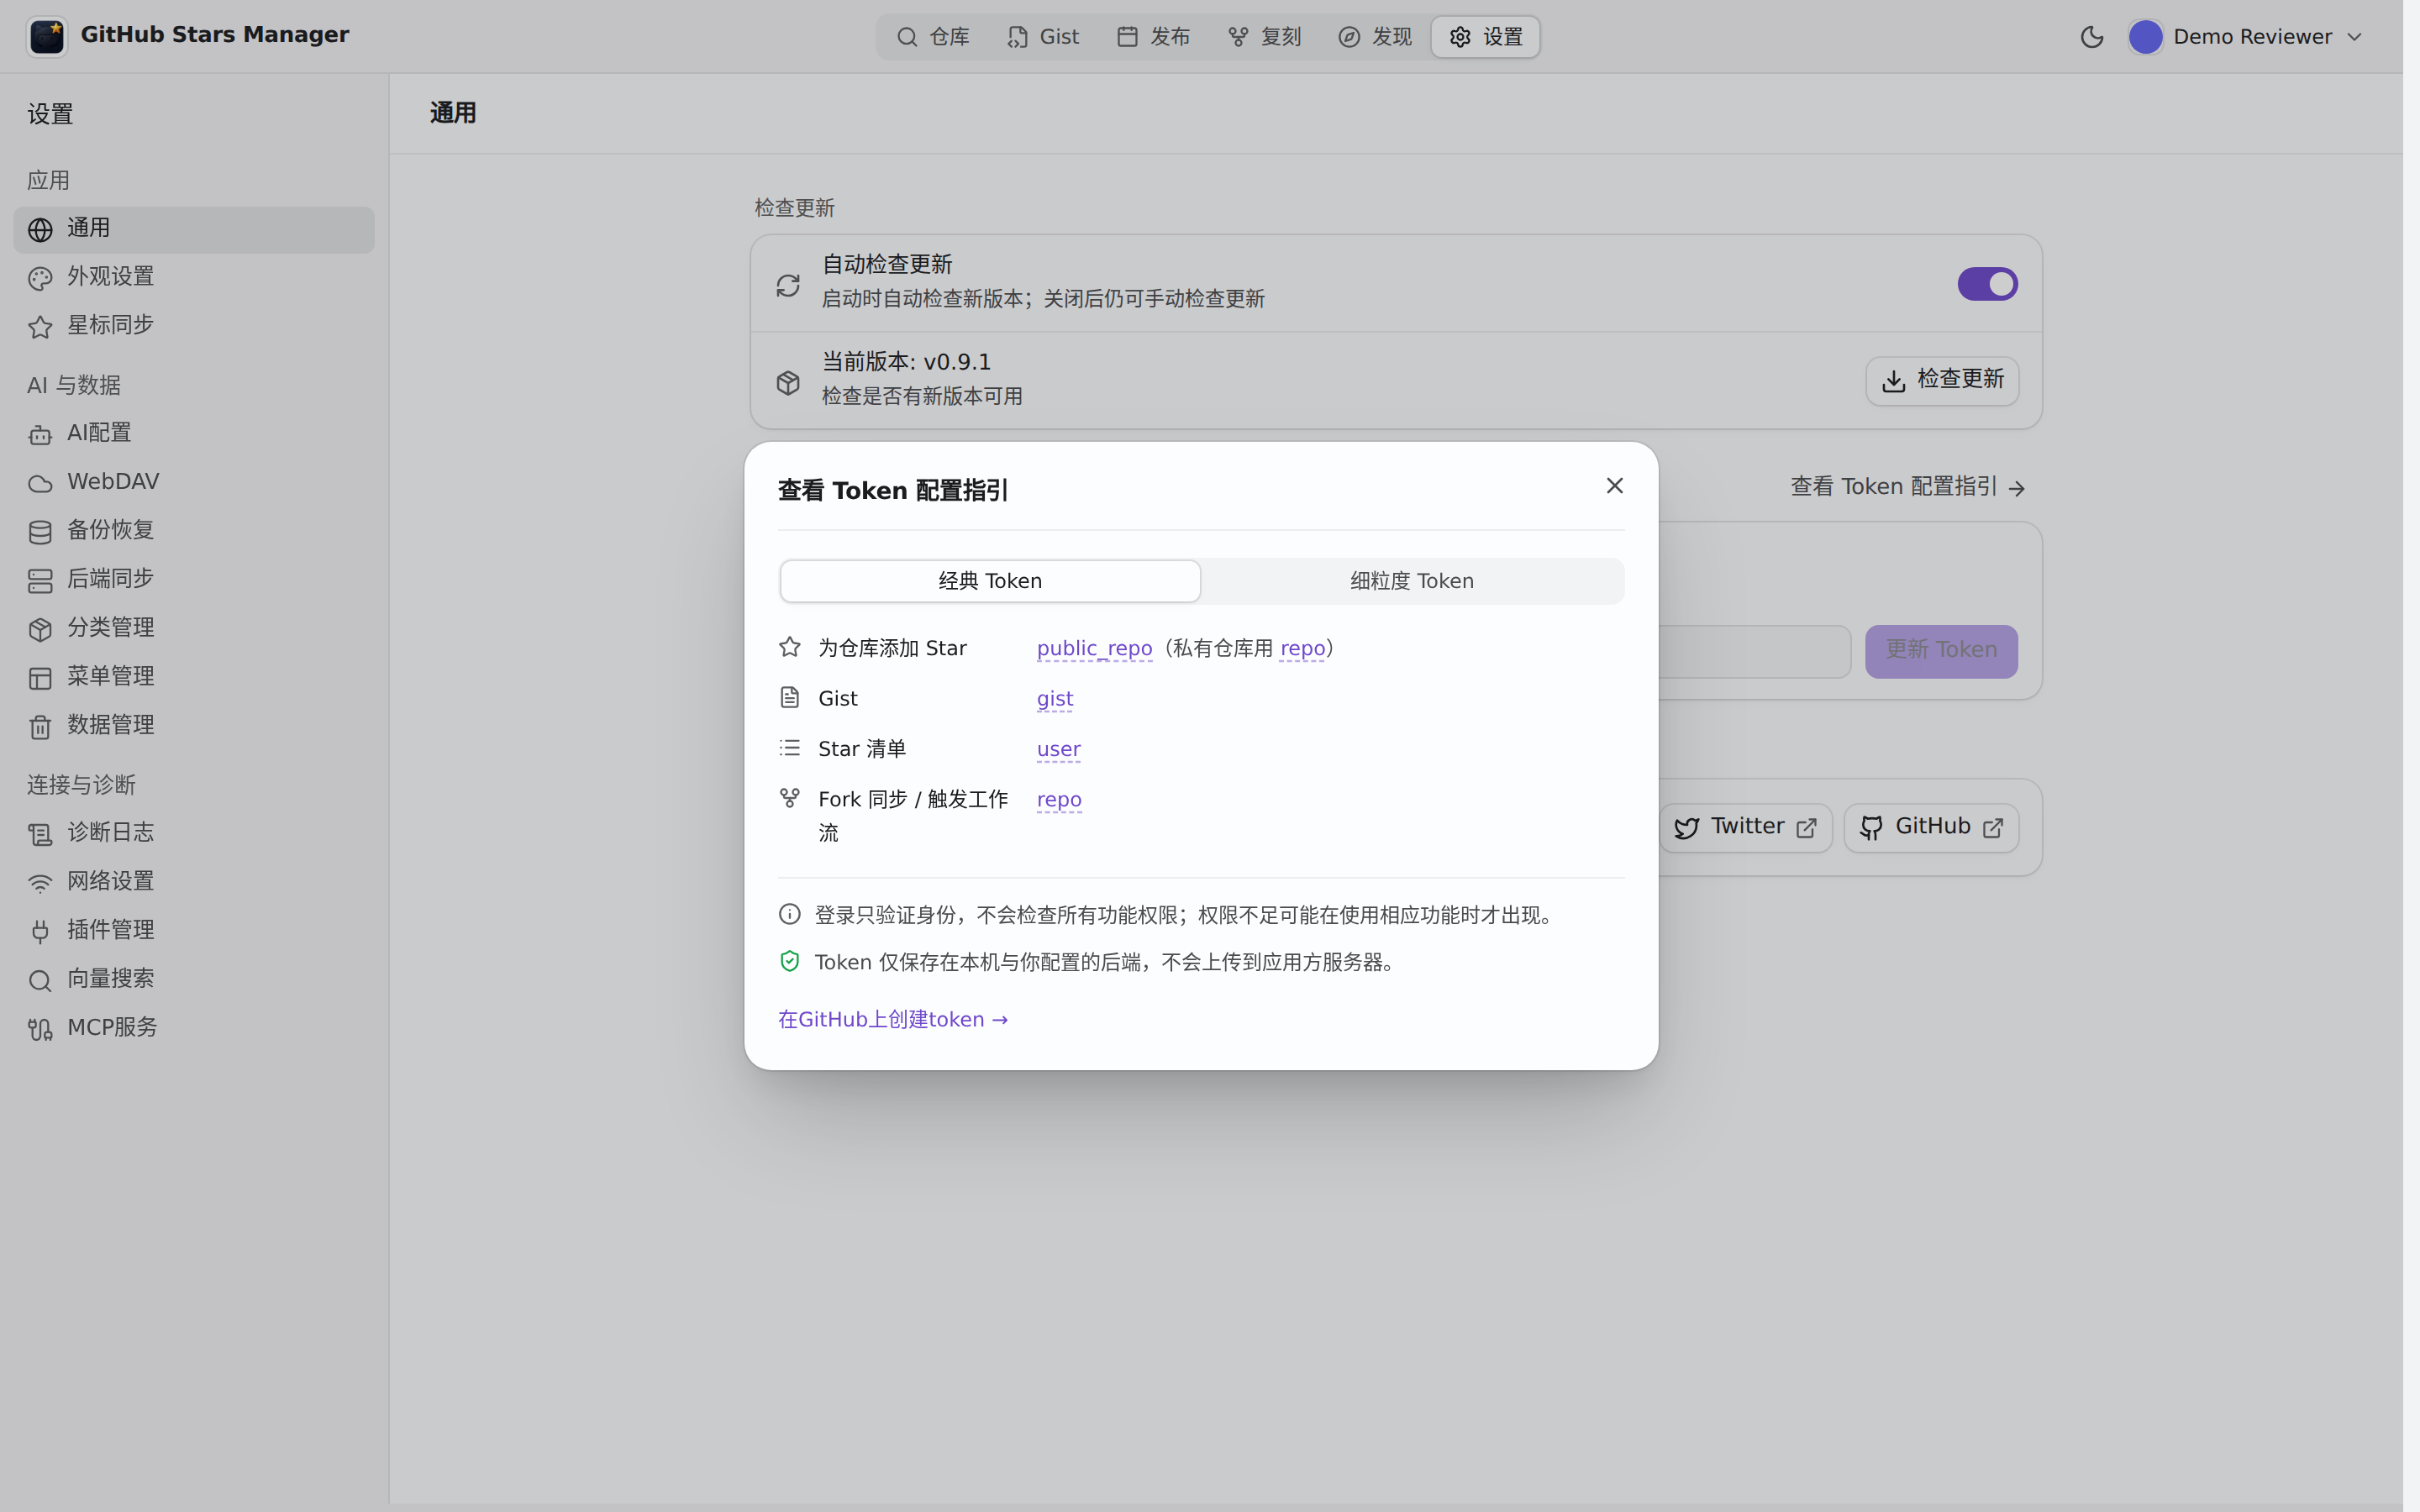 GitHub Stars Manager
仓库
Gist
发布
复刻
发现
设置
Demo Reviewer
设置
应用
通用
外观设置
星标同步
AI 与数据
AI配置
WebDAV
备份恢复
后端同步
分类管理
菜单管理
数据管理
连接与诊断
诊断日志
网络设置
插件管理
向量搜索
MCP服务
通用
检查更新
自动检查更新
启动时自动检查新版本；关闭后仍可手动检查更新
当前版本: v0.9.1
检查是否有新版本可用
检查更新
查看 Token 配置指引 →
更新 Token
Twitter
GitHub
查看 Token 配置指引
经典 Token
细粒度 Token
为仓库添加 Star
public_repo（私有仓库用 repo）
Gist
gist
Star 清单
user
Fork 同步 / 触发工作
流
repo
登录只验证身份，不会检查所有功能权限；权限不足可能在使用相应功能时才出现。
Token 仅保存在本机与你配置的后端，不会上传到应用方服务器。
在GitHub上创建token →